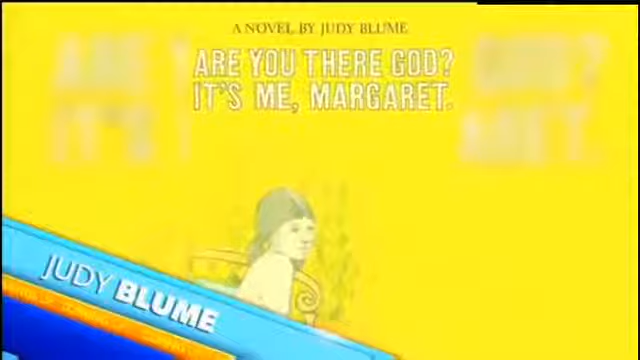 A NOVEL BY JUDY BLUME
ARE YOU THERE GOD?
IT'S ME, MARGARET.
JUDY BLUME